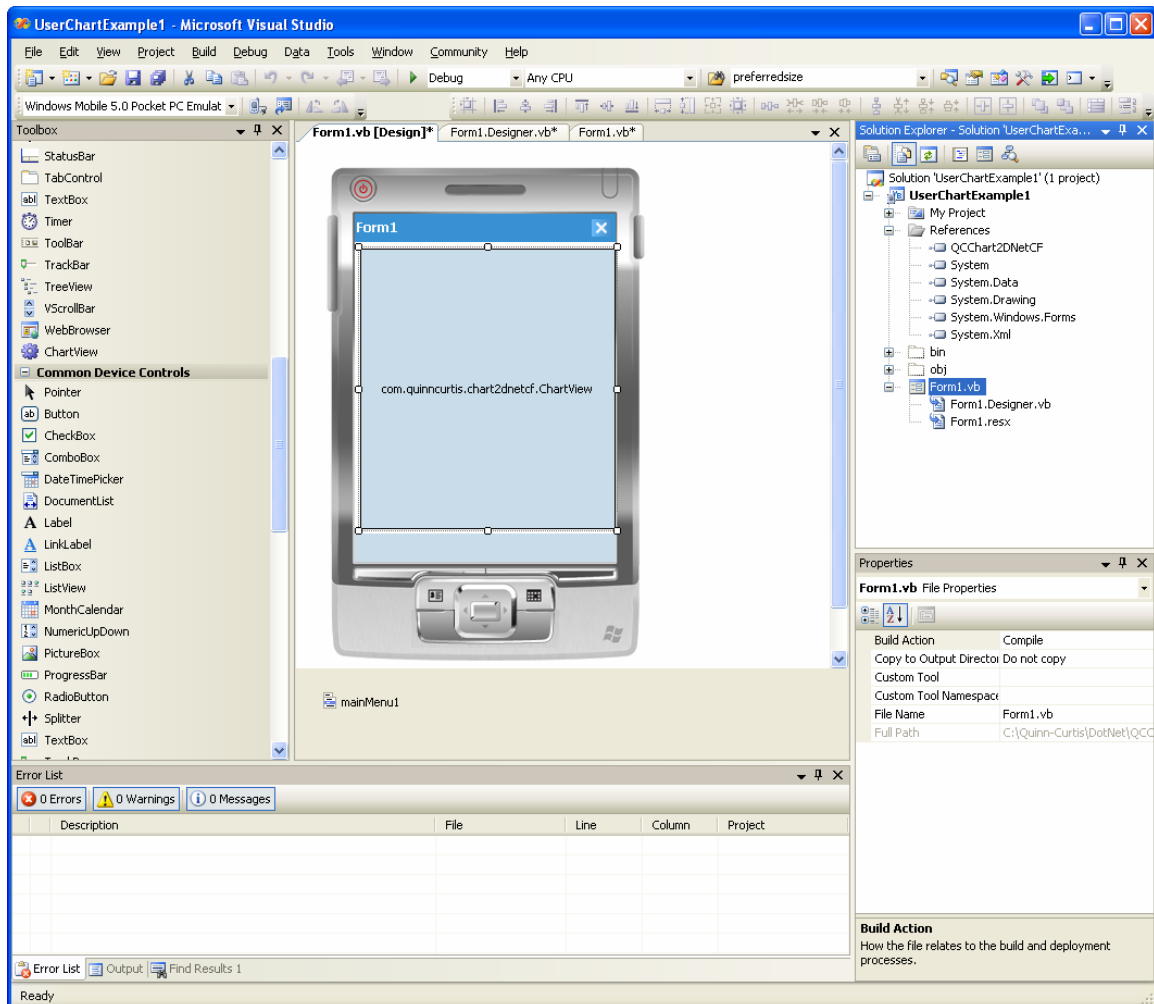 UserChartExample1 - Microsoft Visual Studio
File Edit View Project Build Debug Data Tools Window Community Help
Debug Any CPU preferredsize
Windows Mobile 5.0 Pocket PC Emulat
Toolbox
StatusBar
TabControl
abl TextBox
Timer
ToolBar
TrackBar
TreeView
VScrollBar
WebBrowser
ChartView
Common Device Controls
Pointer
ab Button
CheckBox
ComboBox
DateTimePicker
DocumentList
A Label
A LinkLabel
ListBox
ListView
MonthCalendar
NumericUpDown
PictureBox
ProgressBar
RadioButton
Splitter
abl TextBox
Form1.vb [Design]* Form1.Designer.vb* Form1.vb*
Form1
com.quinncurtis.chart2dnetcf.ChartView
mainMenu1
Solution Explorer - Solution 'UserChartExa...
Solution 'UserChartExample1' (1 project)
UserChartExample1
My Project
References
QCChart2DNetCF
System
System.Data
System.Drawing
System.Windows.Forms
System.Xml
bin
obj
Form1.vb
Form1.Designer.vb
Form1.resx
Properties
Form1.vb File Properties
Build Action Compile
Copy to Output Director Do not copy
Custom Tool
Custom Tool Namespace
File Name Form1.vb
Full Path C:\Quinn-Curtis\DotNet\QCC
Build Action
How the file relates to the build and deployment
processes.
Error List
0 Errors 0 Warnings 0 Messages
Description File Line Column Project
Error List Output Find Results 1
Ready